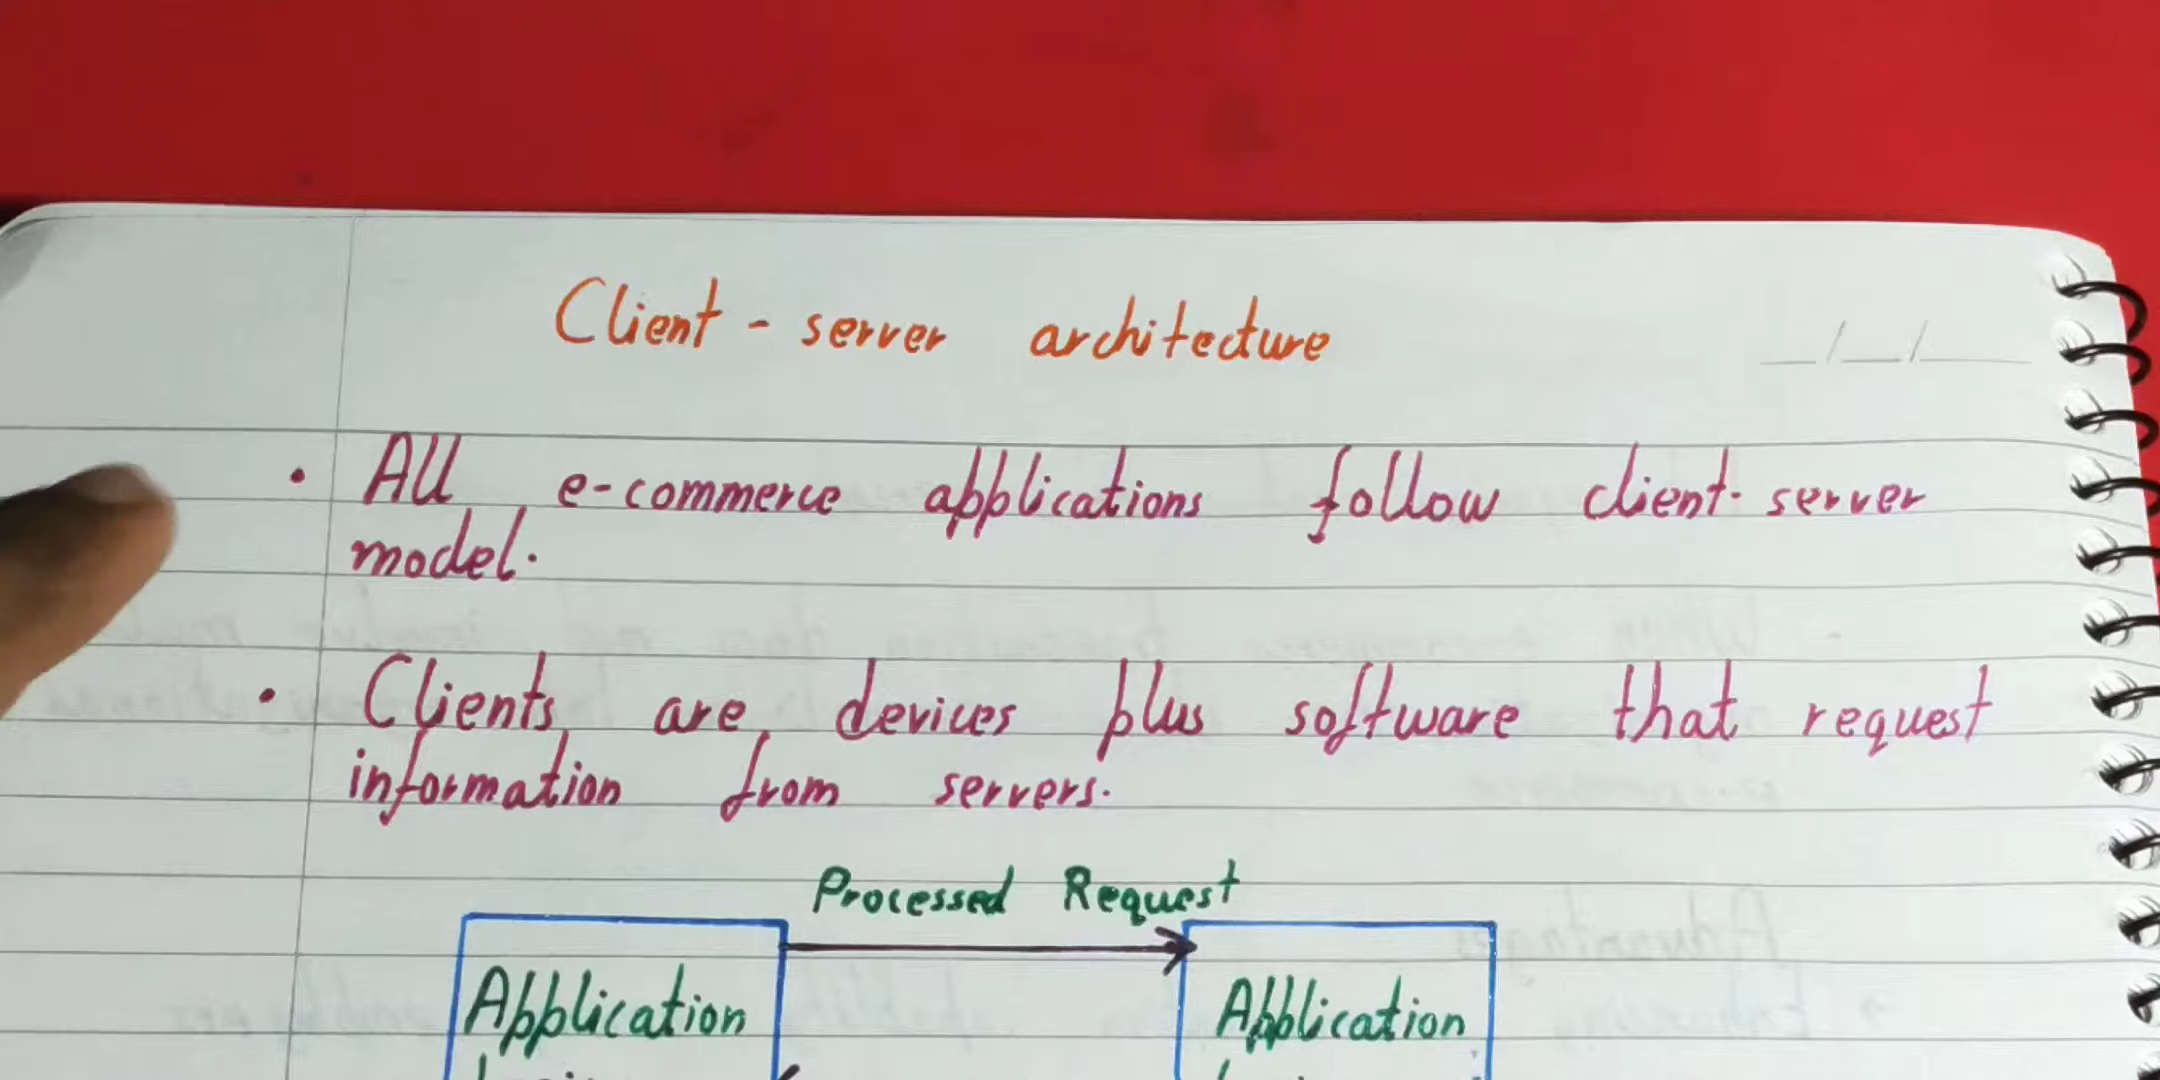 Client - server architecture
• All e-commerce applications follow client-server
model.
• Clients are devices plus software that request
information from servers.
Processed Request
Application Application